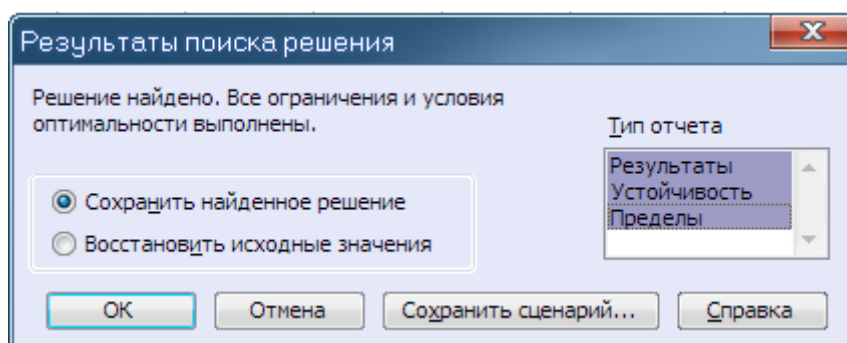 Результаты поиска решения
Решение найдено. Все ограничения и условия
оптимальности выполнены.
Тип отчета
Результаты
Устойчивость
Пределы
Сохранить найденное решение
Восстановить исходные значения
ОК
Отмена
Сохранить сценарий...
Справка